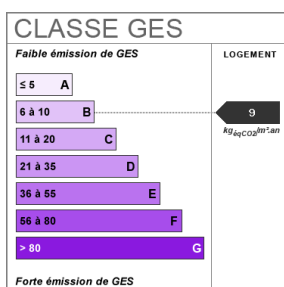 CLASSE GES
Faible émission de GES
LOGEMENT
≤ 5 A
6 à 10 B
9
kgéqCO2/m².an
11 à 20 C
21 à 35 D
36 à 55 E
56 à 80 F
> 80 G
Forte émission de GES